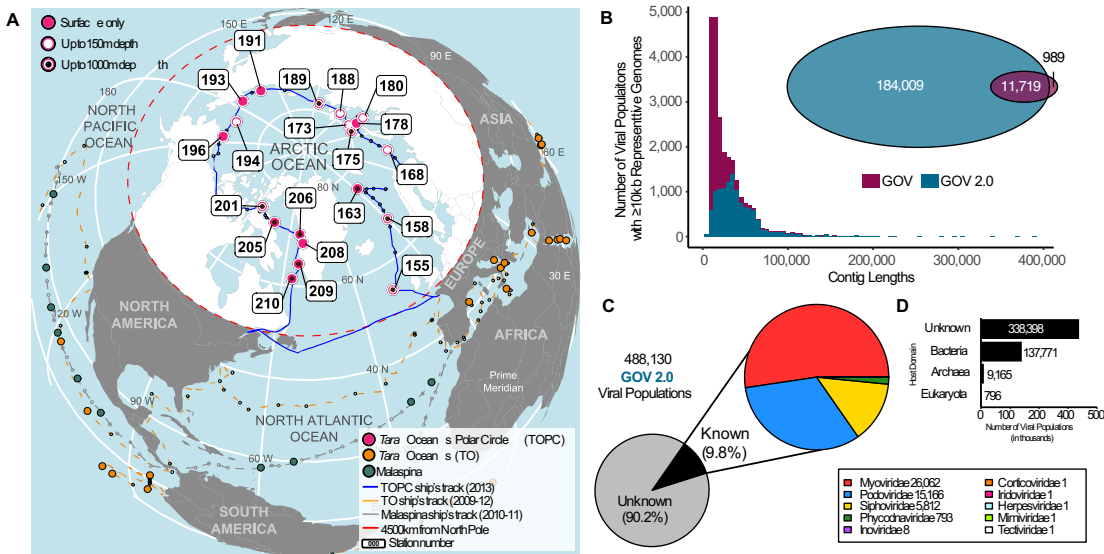 A
Surfac e only
Up to 150m depth
Up to 1000m dep th
150 E
120 E
90 E
60 E
30 E
180
150 W
120 W
90 W
60 W
40 N
60 N
80 N
NORTH
PACIFIC
OCEAN
ARCTIC
OCEAN
ASIA
EUROPE
AFRICA
Prime
Meridian
NORTH
AMERICA
NORTH ATLANTIC
OCEAN
SOUTH
AMERICA
191
193
189
188
180
173
178
196
194
175
168
201
206
163
158
205
208
155
210
209
Tara Ocean s Polar Circle (TOPC)
Tara Ocean s (TO)
Malaspina
TOPC ship's track (2013)
TO ship's track (2009-12)
Malaspina ship's track (2010-11)
4500km from North Pole
000 Station number
B
Number of Viral Populations
with ≥10kb Representitive Genomes
5,000
4,000
3,000
2,000
1,000
0
0
100,000
200,000
300,000
400,000
Contig Lengths
184,009
11,719
989
GOV
GOV 2.0
C
488,130
GOV 2.0
Viral Populations
Known
(9.8%)
Unknown
(90.2%)
D
Host Domain
Unknown
338,398
Bacteria
137,771
Archaea
9,165
Eukaryota
796
0
100
200
300
400
500
Number of Viral Populations
(in thousands)
Myoviridae 26,062
Podoviridae 15,166
Siphoviridae 5,812
Phycodnaviridae 793
Inoviridae 8
Corticoviridae 1
Iridoviridae 1
Herpesviridae 1
Mimiviridae 1
Tectiviridae 1